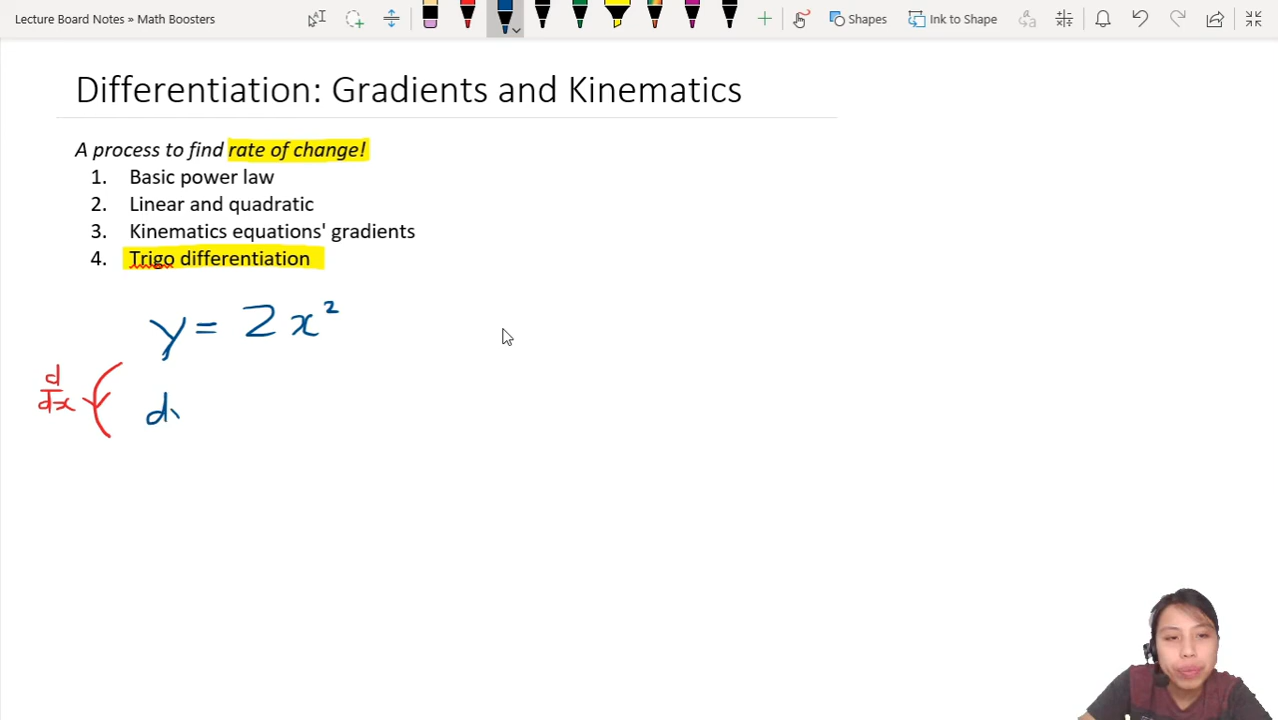 Lecture Board Notes » Math Boosters
Shapes
Ink to Shape
Differentiation: Gradients and Kinematics
A process to find rate of change!
1. Basic power law
2. Linear and quadratic
3. Kinematics equations' gradients
4. Trigo differentiation
y = 2x²
d/dx
d